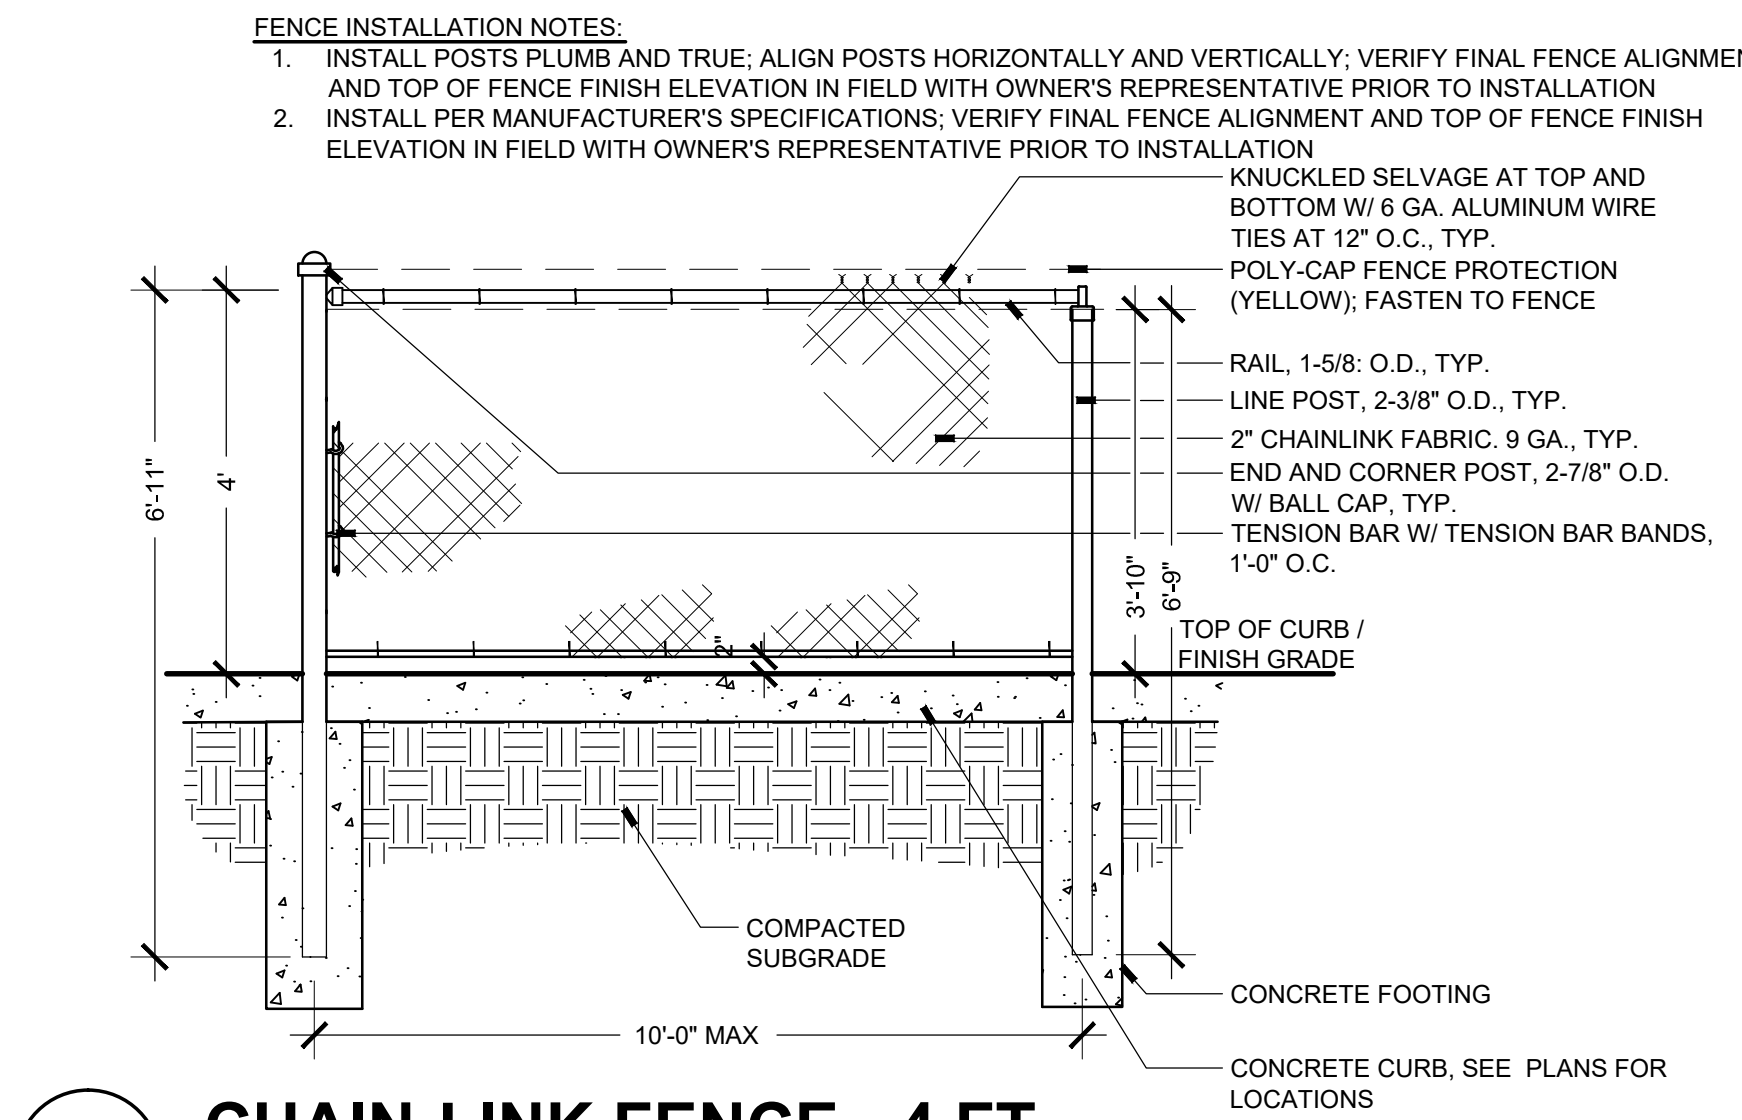 FENCE INSTALLATION NOTES:
1. INSTALL POSTS PLUMB AND TRUE; ALIGN POSTS HORIZONTALLY AND VERTICALLY; VERIFY FINAL FENCE ALIGNMEN
AND TOP OF FENCE FINISH ELEVATION IN FIELD WITH OWNER'S REPRESENTATIVE PRIOR TO INSTALLATION
2. INSTALL PER MANUFACTURER'S SPECIFICATIONS; VERIFY FINAL FENCE ALIGNMENT AND TOP OF FENCE FINISH
ELEVATION IN FIELD WITH OWNER'S REPRESENTATIVE PRIOR TO INSTALLATION
KNUCKLED SELVAGE AT TOP AND
BOTTOM W/ 6 GA. ALUMINUM WIRE
TIES AT 12" O.C., TYP.
POLY-CAP FENCE PROTECTION
(YELLOW); FASTEN TO FENCE
RAIL, 1-5/8: O.D., TYP.
LINE POST, 2-3/8" O.D., TYP.
2" CHAINLINK FABRIC. 9 GA., TYP.
END AND CORNER POST, 2-7/8" O.D.
W/ BALL CAP, TYP.
TENSION BAR W/ TENSION BAR BANDS,
1'-0" O.C.
6'-11"
4'
3'-10"
6'-9"
2"
TOP OF CURB /
FINISH GRADE
COMPACTED
SUBGRADE
CONCRETE FOOTING
10'-0" MAX
CONCRETE CURB, SEE PLANS FOR
LOCATIONS
CHAIN LINK FENCE - 4 FT